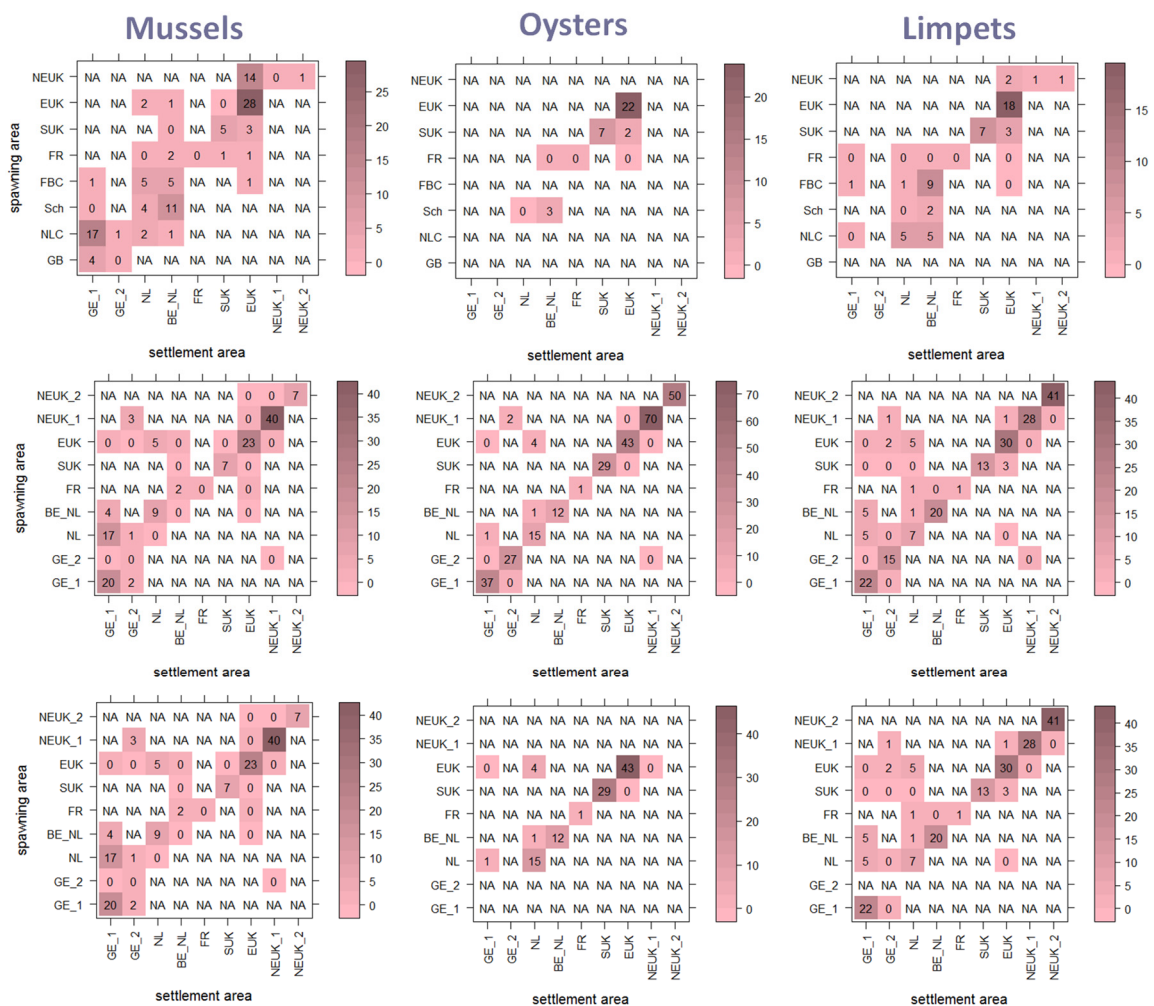 Mussels
Oysters
Limpets
spawning area
NEUK NA NA NA NA NA NA 14 0 1
EUK NA NA 2 1 NA 0 28 NA NA
SUK NA NA NA 0 NA 5 3 NA NA
FR NA NA 0 2 0 1 1 NA NA
FBC 1 NA 5 5 NA NA 1 NA NA
Sch 0 NA 4 11 NA NA NA NA NA
NLC 17 1 2 1 NA NA NA NA NA
GB 4 0 NA NA NA NA NA NA NA
GE_1 GE_2 NL BE_NL FR SUK EUK NEUK_1 NEUK_2
settlement area
25
20
15
10
5
0
NEUK NA NA NA NA NA NA NA NA NA
EUK NA NA NA NA NA NA 22 NA NA
SUK NA NA NA NA NA 7 2 NA NA
FR NA NA NA 0 0 NA 0 NA NA
FBC NA NA NA NA NA NA NA NA NA
Sch NA NA 0 3 NA NA NA NA NA
NLC NA NA NA NA NA NA NA NA NA
GB NA NA NA NA NA NA NA NA NA
GE_1 GE_2 NL BE_NL FR SUK EUK NEUK_1 NEUK_2
settlement area
20
15
10
5
0
NEUK NA NA NA NA NA NA 2 1 1
EUK NA NA NA NA NA NA 18 NA NA
SUK NA NA NA NA NA 7 3 NA NA
FR 0 NA 0 0 0 NA 0 NA NA
FBC 1 NA 1 9 NA NA 0 NA NA
Sch NA NA 0 2 NA NA NA NA NA
NLC 0 NA 5 5 NA NA NA NA NA
GB NA NA NA NA NA NA NA NA NA
GE_1 GE_2 NL BE_NL FR SUK EUK NEUK_1 NEUK_2
settlement area
15
10
5
0
spawning area
NEUK_2 NA NA NA NA NA NA 0 0 7
NEUK_1 NA 3 NA NA NA NA 0 40 NA
EUK 0 0 5 0 NA 0 23 0 NA
SUK NA NA NA 0 NA 7 0 NA NA
FR NA NA NA 2 0 NA 0 NA NA
BE_NL 4 NA 9 0 NA NA 0 NA NA
NL 17 1 0 NA NA NA NA NA NA
GE_2 0 0 NA NA NA NA NA 0 NA
GE_1 20 2 NA NA NA NA NA NA NA
GE_1 GE_2 NL BE_NL FR SUK EUK NEUK_1 NEUK_2
settlement area
40
35
30
25
20
15
10
5
0
NEUK_2 NA NA NA NA NA NA NA NA 50
NEUK_1 NA 2 NA NA NA NA 0 70 NA
EUK 0 NA 4 NA NA NA 43 0 NA
SUK NA NA NA NA NA 29 0 NA NA
FR NA NA NA NA 1 NA NA NA NA
BE_NL NA NA 1 12 NA NA NA NA NA
NL 1 NA 15 NA NA NA NA NA NA
GE_2 NA 27 NA NA NA NA NA 0 NA
GE_1 37 0 NA NA NA NA NA NA NA
GE_1 GE_2 NL BE_NL FR SUK EUK NEUK_1 NEUK_2
settlement area
70
60
50
40
30
20
10
0
NEUK_2 NA NA NA NA NA NA NA NA 41
NEUK_1 NA 1 NA NA NA NA 1 28 0
EUK 0 2 5 NA NA NA 30 0 NA
SUK 0 0 0 NA NA 13 3 NA NA
FR NA NA 1 0 1 NA NA NA NA
BE_NL 5 NA 1 20 NA NA NA NA NA
NL 5 0 7 NA NA NA 0 NA NA
GE_2 NA 15 NA NA NA NA NA 0 NA
GE_1 22 0 NA NA NA NA NA NA NA
GE_1 GE_2 NL BE_NL FR SUK EUK NEUK_1 NEUK_2
settlement area
40
35
30
25
20
15
10
5
0
spawning area
NEUK_2 NA NA NA NA NA NA 0 0 7
NEUK_1 NA 3 NA NA NA NA 0 40 NA
EUK 0 0 5 0 NA 0 23 0 NA
SUK NA NA NA 0 NA 7 0 NA NA
FR NA NA NA 2 0 NA 0 NA NA
BE_NL 4 NA 9 0 NA NA 0 NA NA
NL 17 1 0 NA NA NA NA NA NA
GE_2 0 0 NA NA NA NA NA 0 NA
GE_1 20 2 NA NA NA NA NA NA NA
GE_1 GE_2 NL BE_NL FR SUK EUK NEUK_1 NEUK_2
settlement area
40
35
30
25
20
15
10
5
0
NEUK_2 NA NA NA NA NA NA NA NA NA
NEUK_1 NA NA NA NA NA NA NA NA NA
EUK 0 NA 4 NA NA NA 43 0 NA
SUK NA NA NA NA NA 29 0 NA NA
FR NA NA NA NA 1 NA NA NA NA
BE_NL NA NA 1 12 NA NA NA NA NA
NL 1 NA 15 NA NA NA NA NA NA
GE_2 NA NA NA NA NA NA NA NA NA
GE_1 NA NA NA NA NA NA NA NA NA
GE_1 GE_2 NL BE_NL FR SUK EUK NEUK_1 NEUK_2
settlement area
40
30
20
10
0
NEUK_2 NA NA NA NA NA NA NA NA 41
NEUK_1 NA 1 NA NA NA NA 1 28 0
EUK 0 2 5 NA NA NA 30 0 NA
SUK 0 0 0 NA NA 13 3 NA NA
FR NA NA 1 0 1 NA NA NA NA
BE_NL 5 NA 1 20 NA NA NA NA NA
NL 5 0 7 NA NA NA 0 NA NA
GE_2 NA NA NA NA NA NA NA NA NA
GE_1 22 0 NA NA NA NA NA NA NA
GE_1 GE_2 NL BE_NL FR SUK EUK NEUK_1 NEUK_2
settlement area
40
35
30
25
20
15
10
5
0